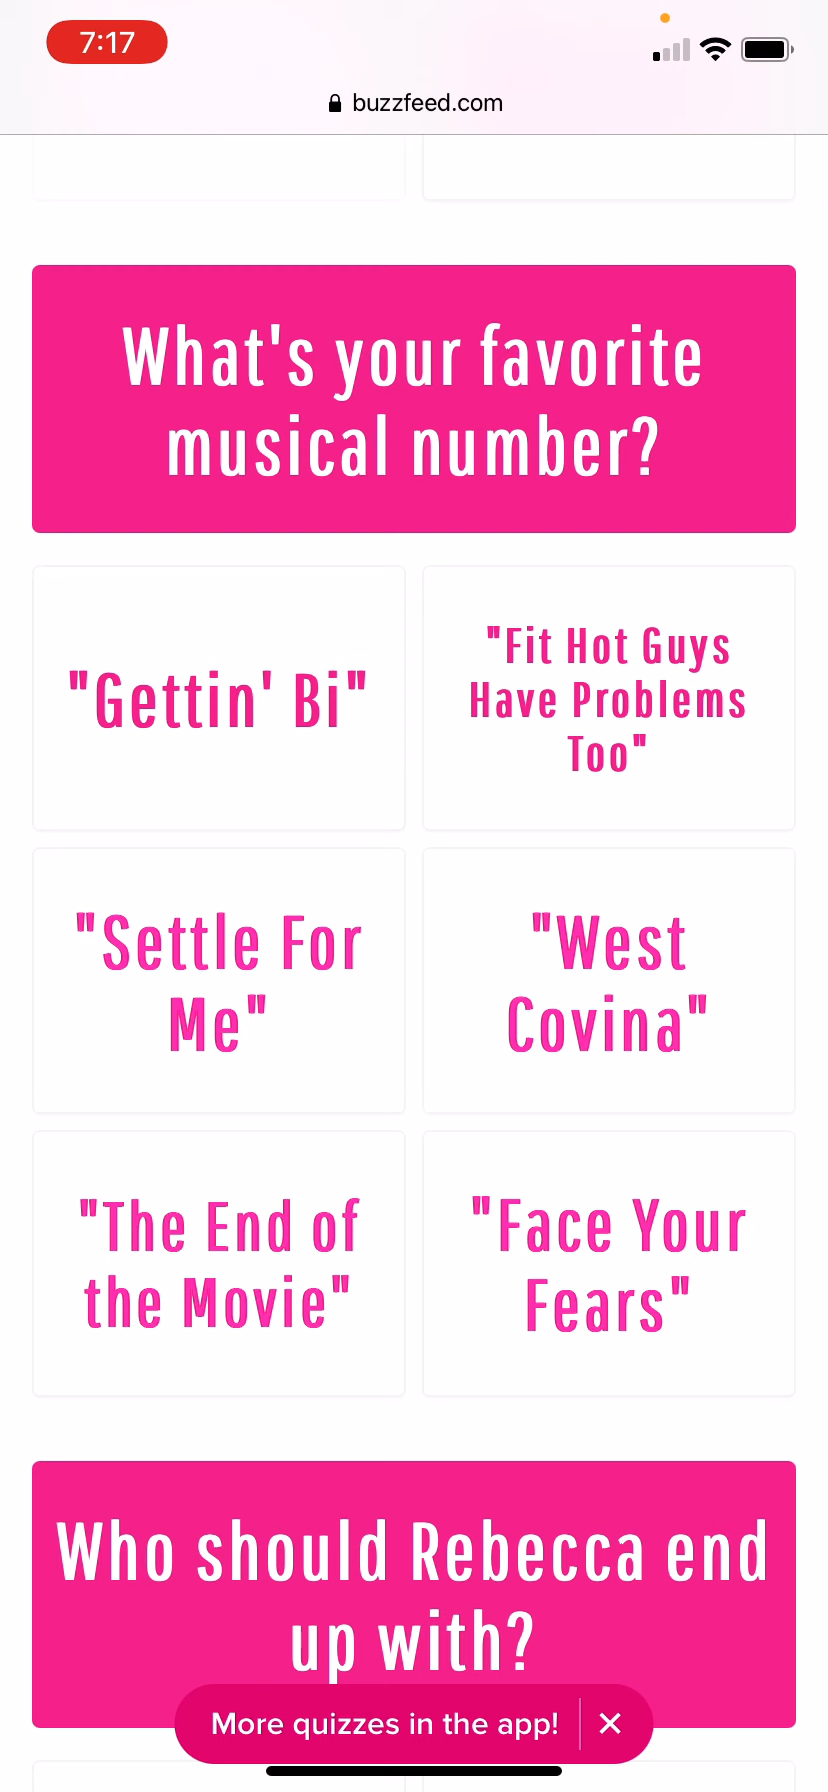 7:17
buzzfeed.com
What's your favorite
musical number?
"Gettin' Bi"
"Fit Hot Guys
Have Problems
Too"
"Settle For
Me"
"West
Covina"
"The End of
the Movie"
"Face Your
Fears"
Who should Rebecca end
up with?
More quizzes in the app!